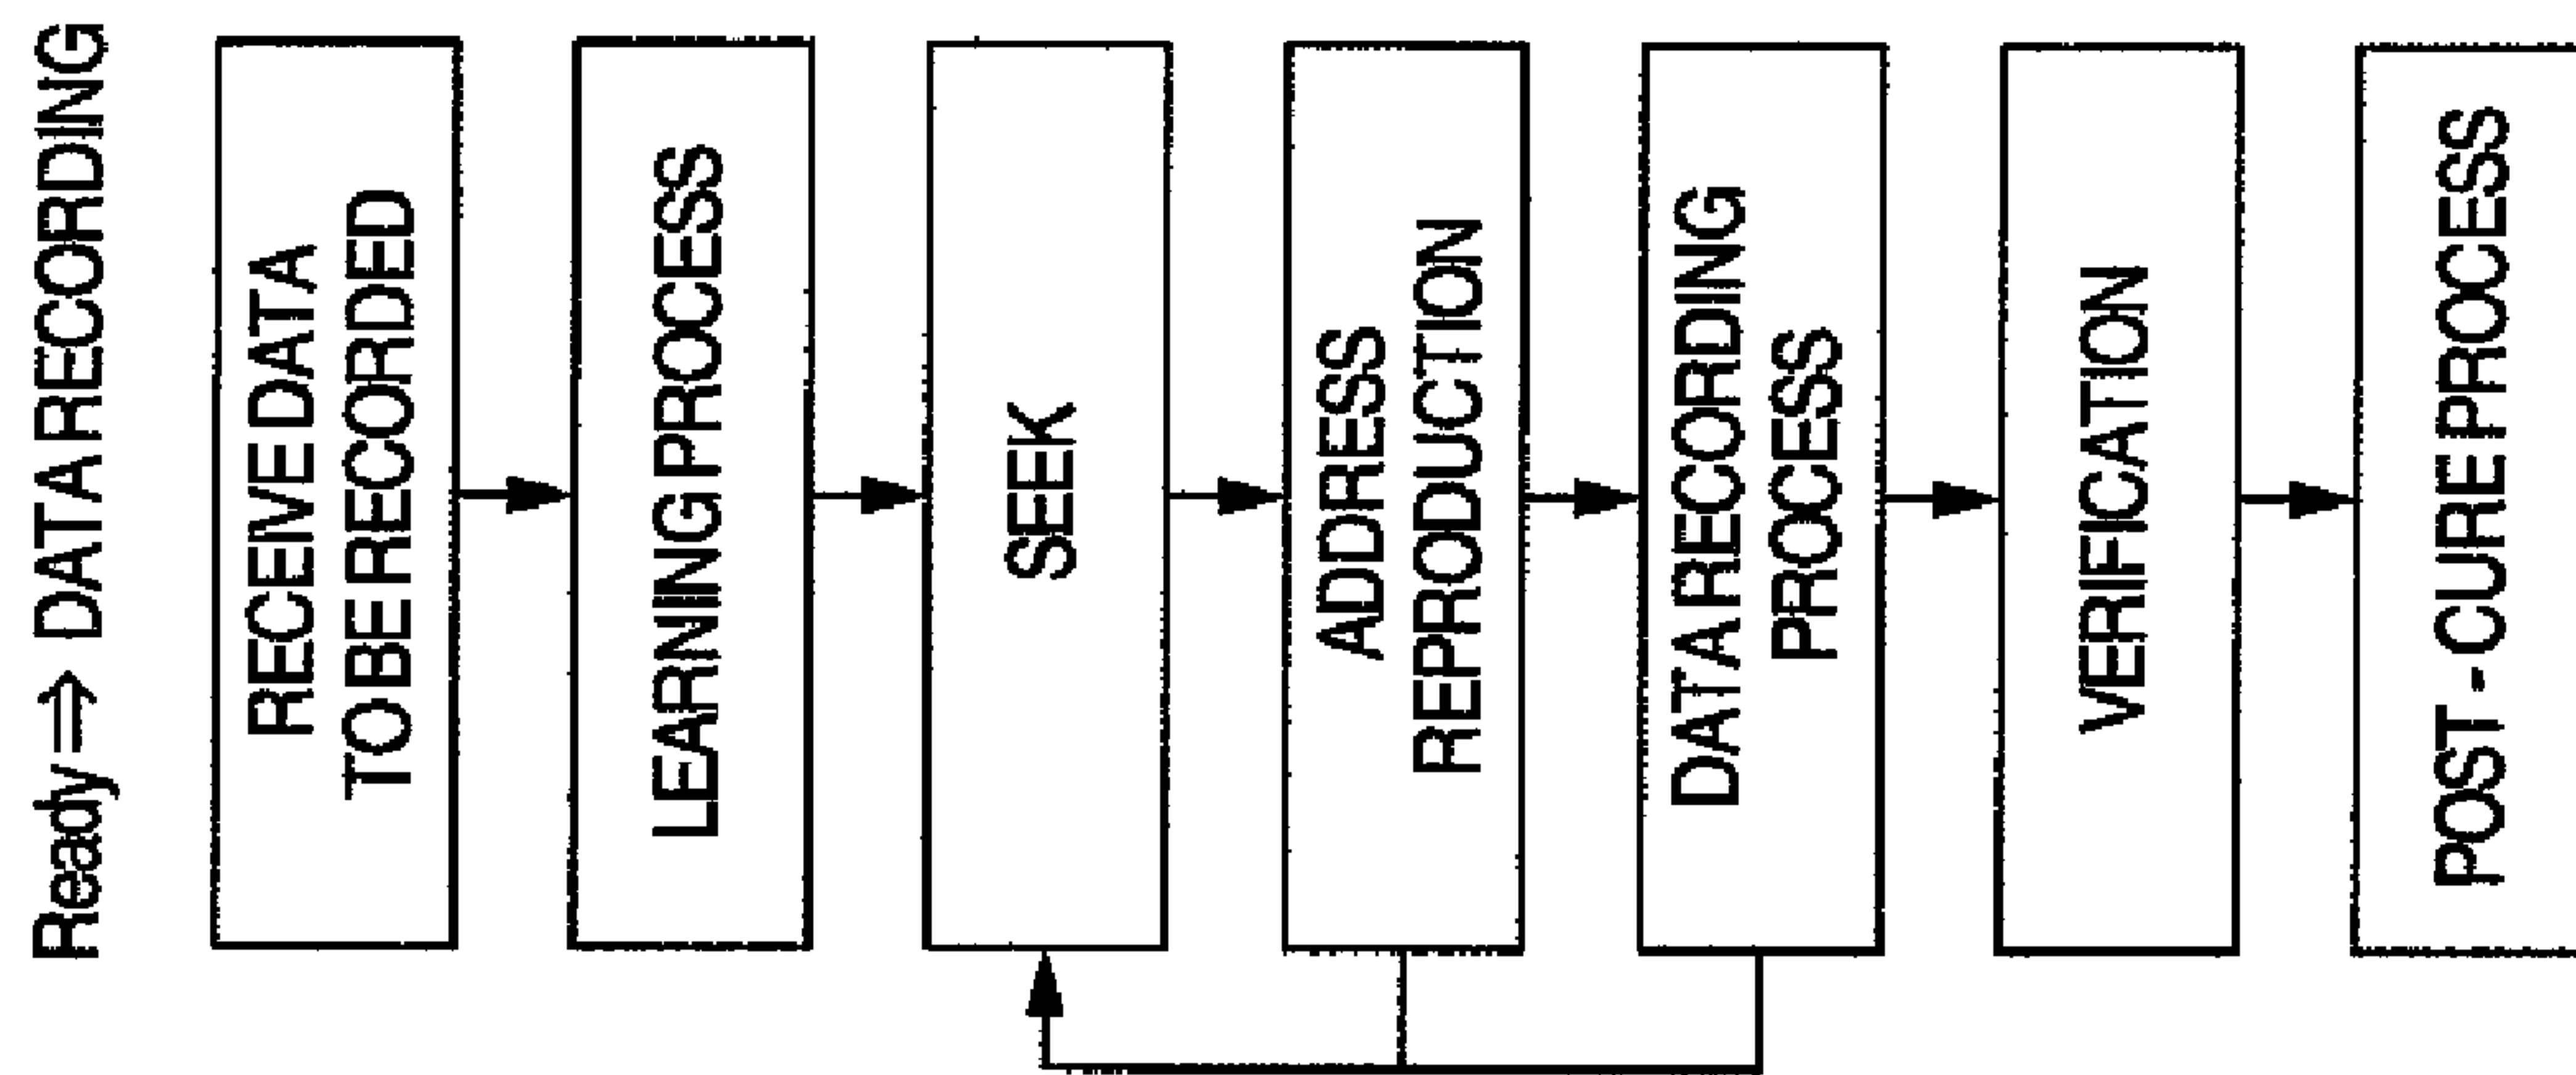 Ready ⇒ DATA RECORDING
RECEIVE DATA
TO BE RECORDED
LEARNING PROCESS
SEEK
ADDRESS
REPRODUCTION
DATA RECORDING
PROCESS
VERIFICATION
POST - CURE PROCESS